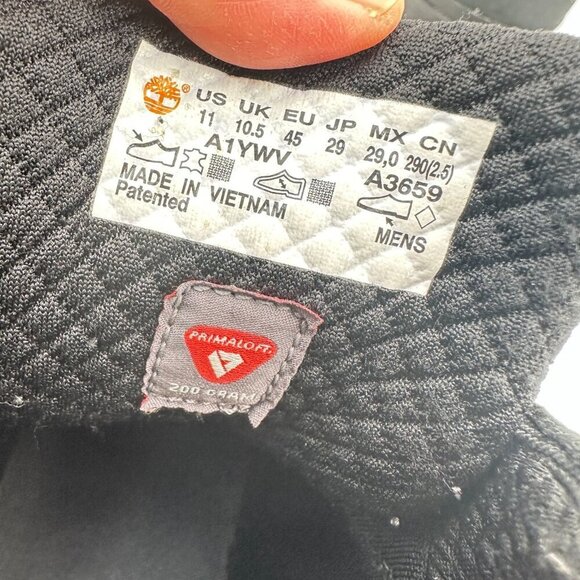 US UK EU JP MX CN
11 10.5 45 29 29,0 290(2.5)
A1YWV A3659
MADE IN VIETNAM
Patented MENS
PRIMALOFT
200 GRAM